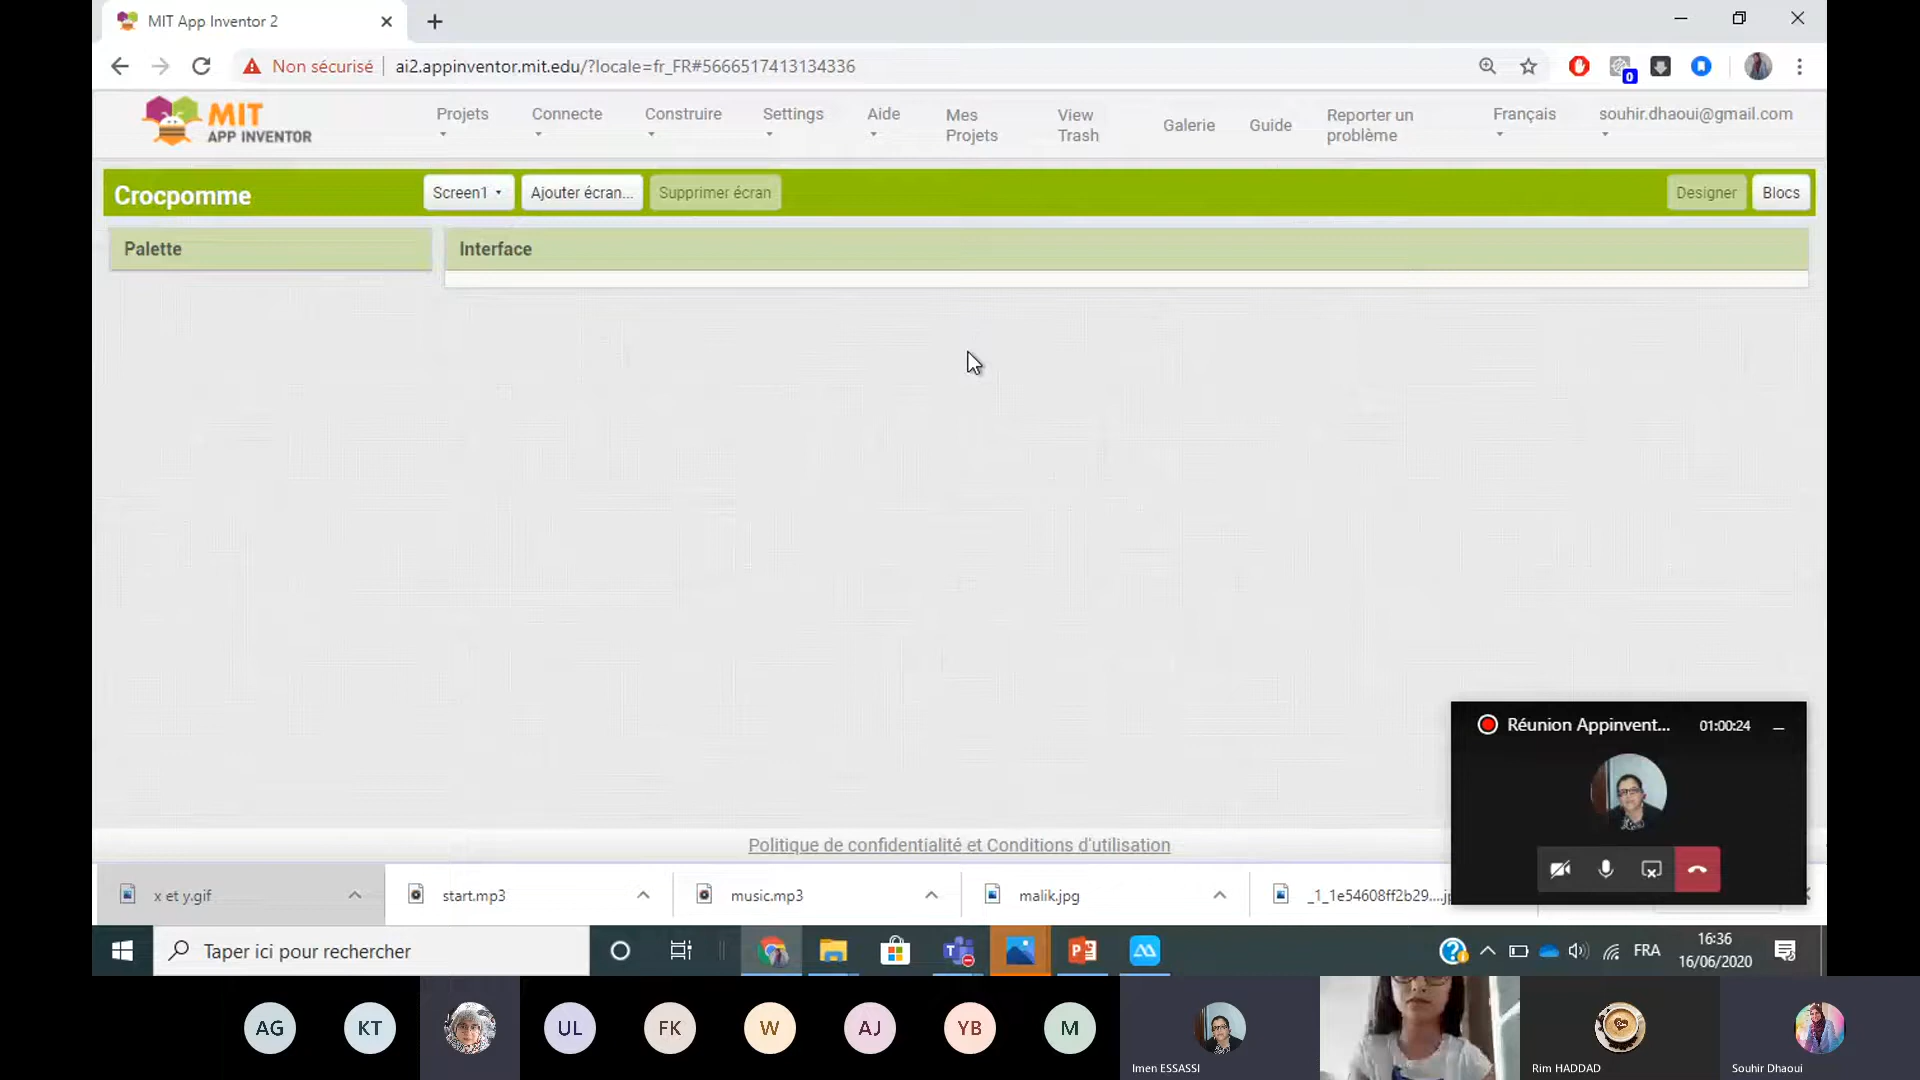 MIT App Inventor 2
Non sécurisé
ai2.appinventor.mit.edu/?locale=fr_FR#5666517413134336
0
MIT
APP INVENTOR
Projets
Connecte
Construire
Settings
Aide
Mes
Projets
View
Trash
Galerie
Guide
Reporter un
problème
Français
souhir.dhaoui@gmail.com
Crocpomme
Screen1
Ajouter écran...
Supprimer écran
Designer
Blocs
Palette
Interface
Réunion Appinvent...
01:00:24
Politique de confidentialité et Conditions d'utilisation
x et y.gif
start.mp3
music.mp3
malik.jpg
_1_1e54608ff2b29....jp
Taper ici pour rechercher
FRA
16:36
16/06/2020
AG
KT
UL
FK
W
AJ
YB
M
Imen ESSASSI
Rim HADDAD
Souhir Dhaoui